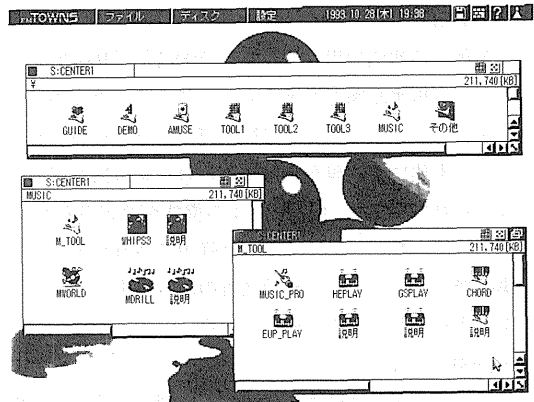 FMTOWNS ファイル ディスク 設定 1993.10.28(木) 19:38 ?
S:CENTER1
¥ 211,740[KB]
GUIDE DEMO AMUSE TOOL1 TOOL2 TOOL3 MUSIC その他
S:CENTER1
MUSIC 211,740[KB]
M_TOOL WHIPS3 説明
MWORLD MDRILL 説明
S:CENTER1
M_TOOL 211,740[KB]
MUSIC_PRO HEPLAY GSPLAY CHORD
EUP_PLAY 説明 説明 説明